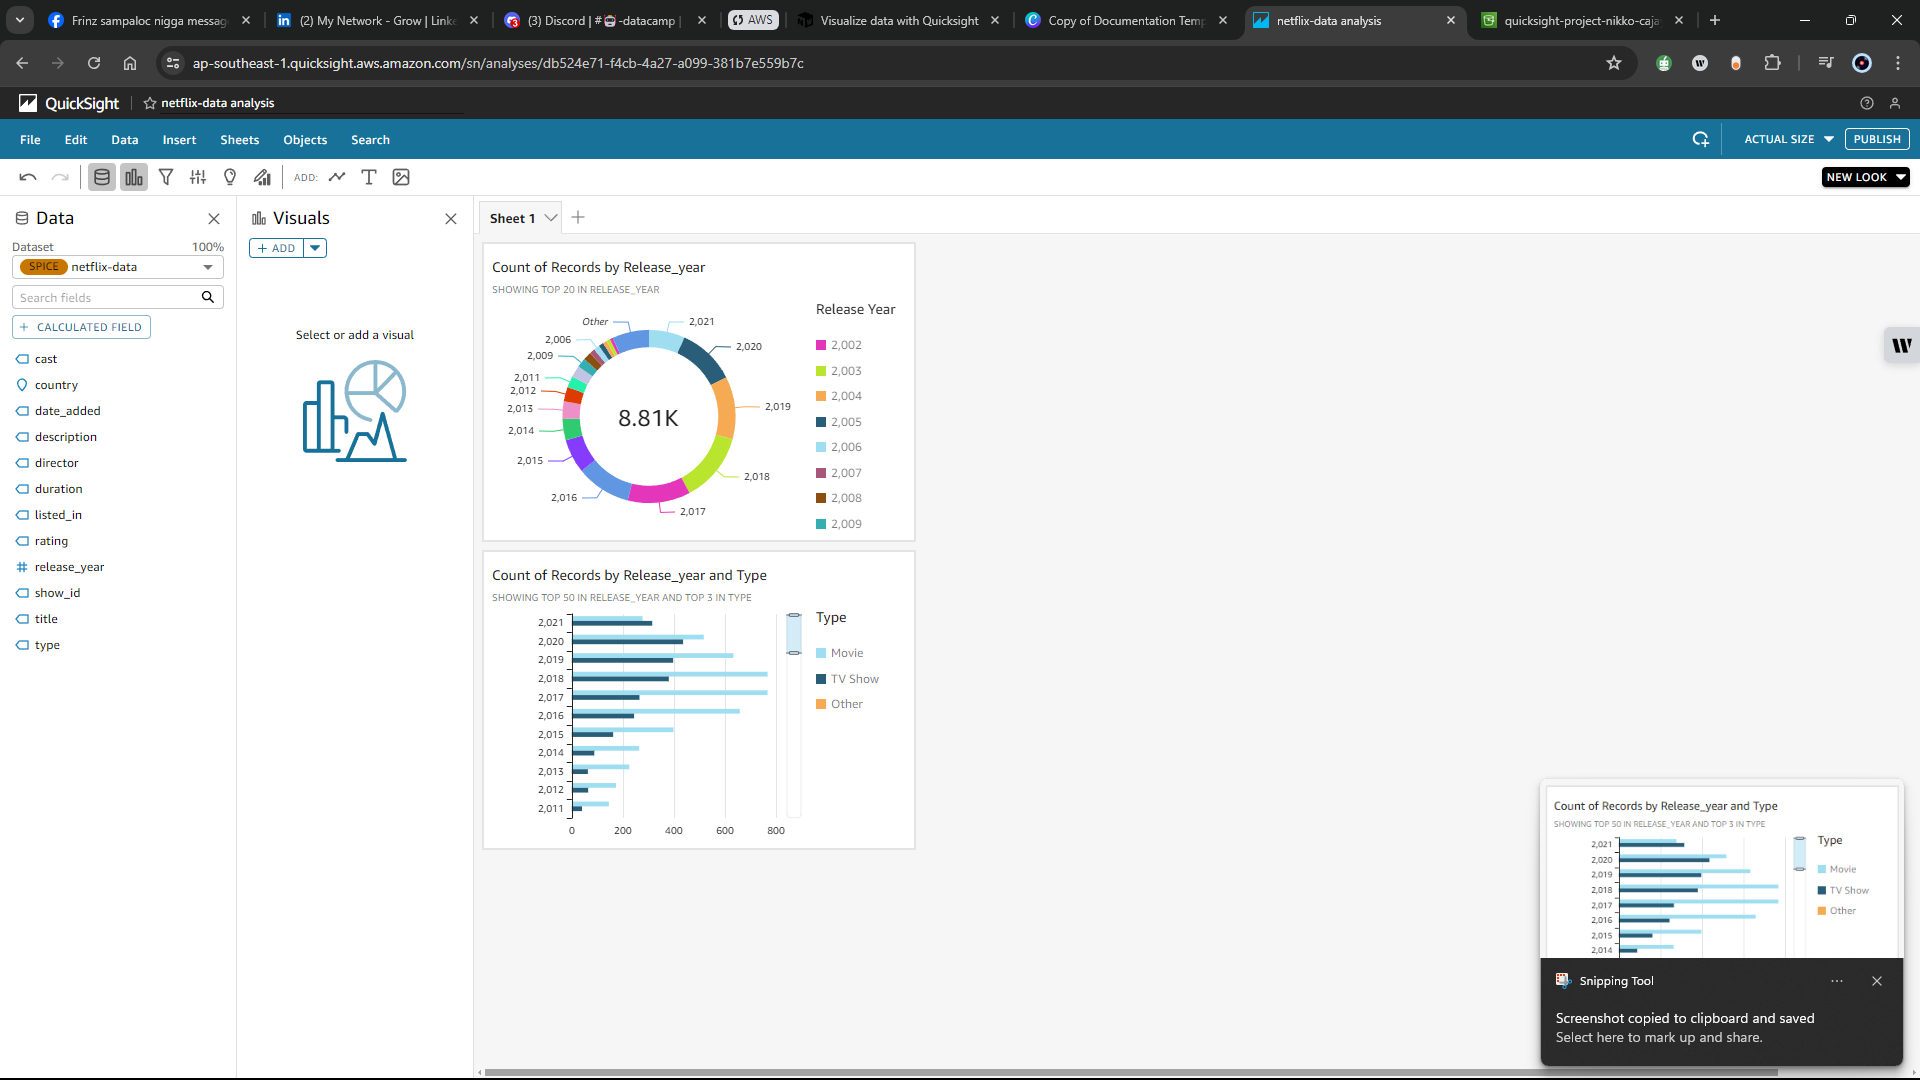 Frinz sampaloc nigga messag
(2) My Network - Grow | Linke
(3) Discord | # -datacamp |
AWS
Visualize data with Quicksight
Copy of Documentation Temp
netflix-data analysis
quicksight-project-nikko-caja
ap-southeast-1.quicksight.aws.amazon.com/sn/analyses/db524e71-f4cb-4a27-a099-381b7e559b7c
QuickSight
netflix-data analysis
File Edit Data Insert Sheets Objects Search
ACTUAL SIZE
PUBLISH
ADD:
NEW LOOK
Data
Dataset 100%
SPICE netflix-data
Search fields
+ CALCULATED FIELD
cast
country
date_added
description
director
duration
listed_in
rating
release_year
show_id
title
type
Visuals
+ ADD
Select or add a visual
Sheet 1
Count of Records by Release_year
SHOWING TOP 20 IN RELEASE_YEAR
Other
2,021
2,020
2,019
2,018
2,017
2,016
2,015
2,014
2,013
2,012
2,011
2,009
2,006
8.81K
Release Year
2,002
2,003
2,004
2,005
2,006
2,007
2,008
2,009
Count of Records by Release_year and Type
SHOWING TOP 50 IN RELEASE_YEAR AND TOP 3 IN TYPE
2,021
2,020
2,019
2,018
2,017
2,016
2,015
2,014
2,013
2,012
2,011
0 200 400 600 800
Type
Movie
TV Show
Other
Count of Records by Release_year and Type
SHOWING TOP 50 IN RELEASE_YEAR AND TOP 3 IN TYPE
2,021
2,020
2,019
2,018
2,017
2,016
2,015
2,014
Type
Movie
TV Show
Other
Snipping Tool
Screenshot copied to clipboard and saved
Select here to mark up and share.